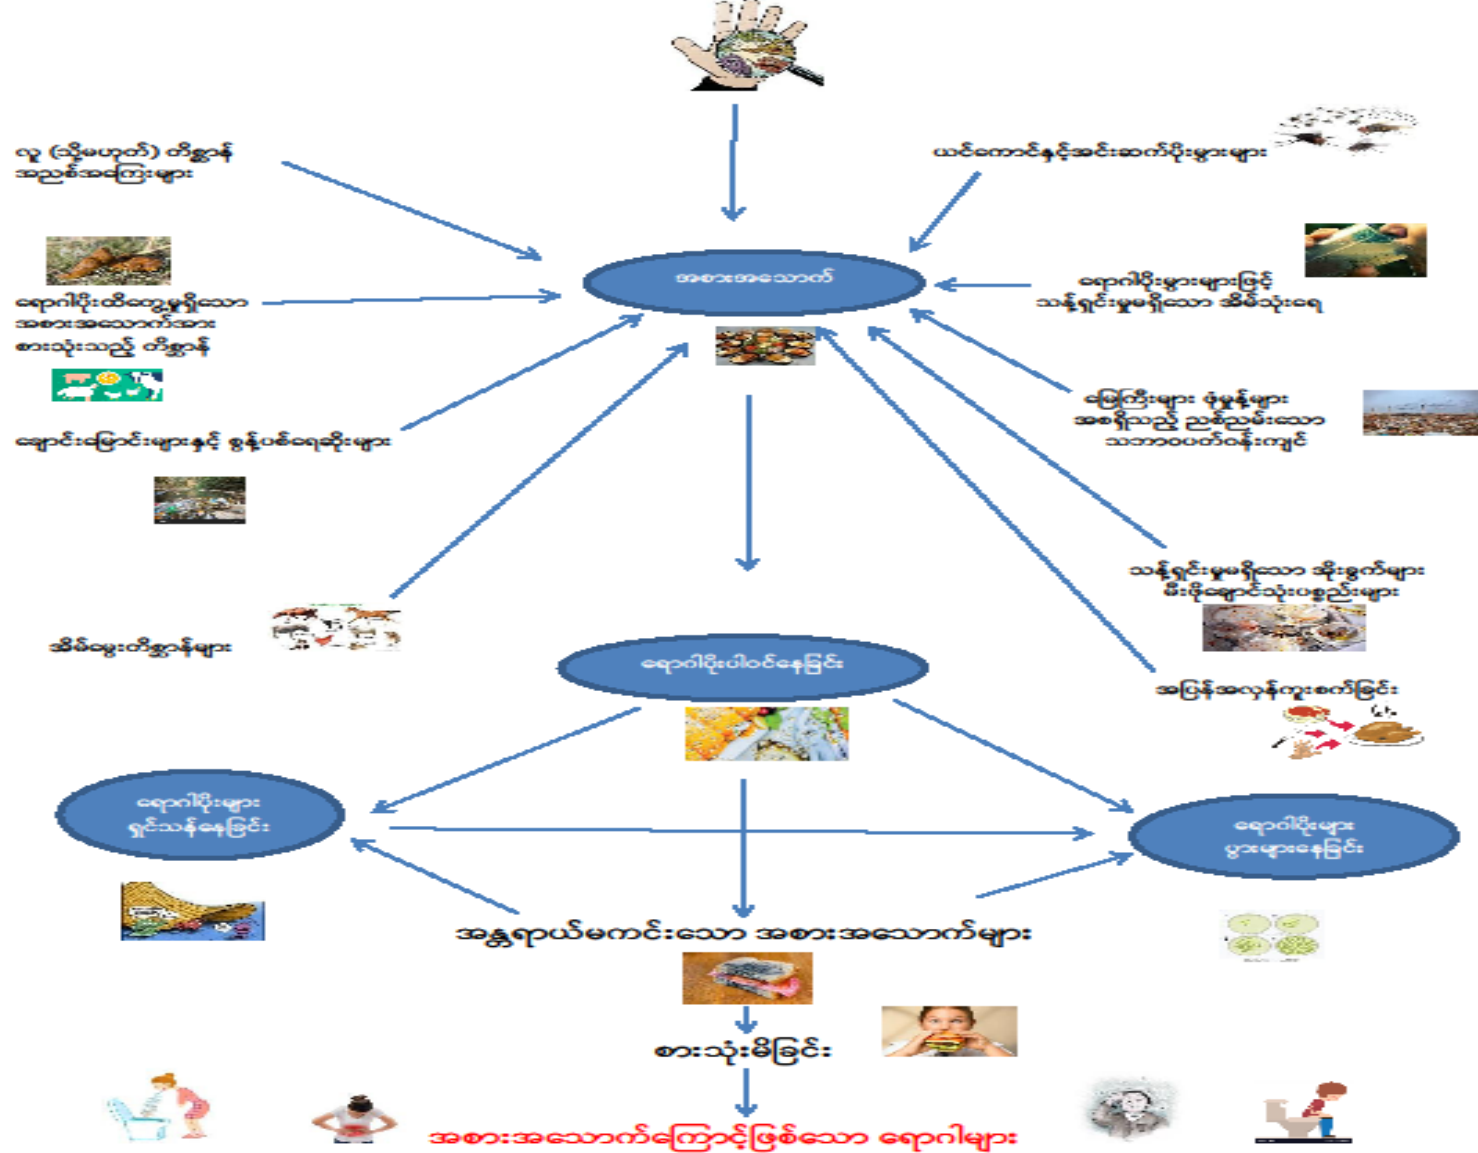 လူ (သို့မဟုတ်) တိရစ္ဆာန်
အညစ်အကြေးများ
ယင်ကောင်နှင့်အင်းဆက်ပိုးမွှားများ
အစားအသောက်
ရောဂါပိုးထိတွေ့မှုရှိသော
အစားအသောက်အား
စားသုံးသည့် တိရစ္ဆာန်
ရောဂါပိုးမွှားများဖြင့်
သန့်ရှင်းမှုမရှိသော အိမ်သုံးရေ
ချောင်းမြောင်းများနှင့် စွန့်ပစ်ရေဆိုးများ
မြေကြီးများ ဖုံမှုန့်များ
အစရှိသည့် ညစ်ညမ်းသော
သဘာဝပတ်ဝန်းကျင်
သန့်ရှင်းမှုမရှိသော အိုးခွက်များ
မီးဖိုချောင်သုံးပစ္စည်းများ
အိမ်မွေးတိရစ္ဆာန်များ
ရောဂါပိုးပါဝင်နေခြင်း
အပြန်အလှန်ကူးစက်ခြင်း
ရောဂါပိုးများ
ရှင်သန်နေခြင်း
ရောဂါပိုးများ
ပွားများနေခြင်း
အန္တရာယ်မကင်းသော အစားအသောက်များ
စားသုံးမိခြင်း
အစားအသောက်ကြောင့်ဖြစ်သော ရောဂါများ